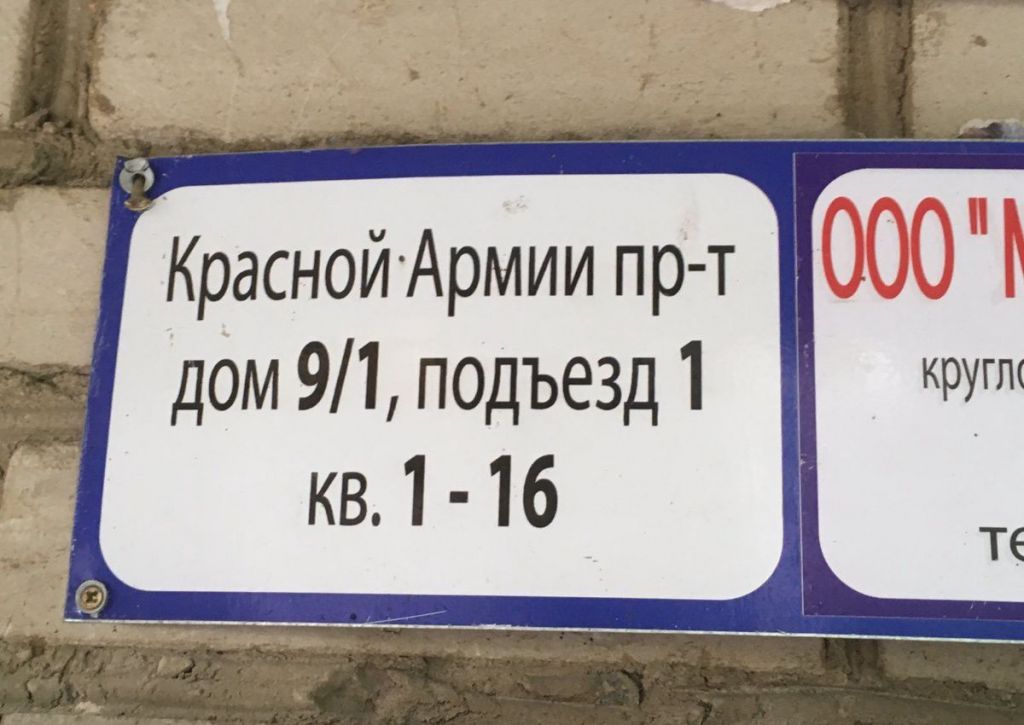 Красной Армии пр-т
дом 9/1, подъезд 1
кв. 1 - 16
ООО "